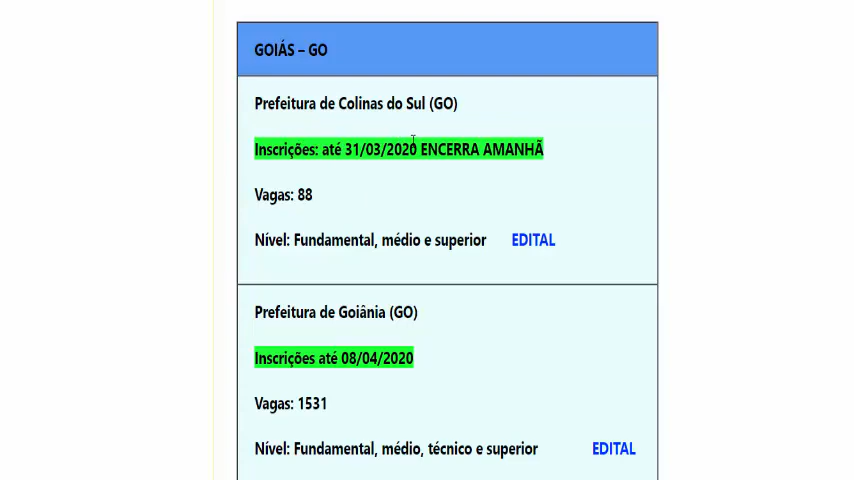 GOIÁS – GO
Prefeitura de Colinas do Sul (GO)
Inscrições: até 31/03/2020 ENCERRA AMANHÃ
Vagas: 88
Nível: Fundamental, médio e superior EDITAL
Prefeitura de Goiânia (GO)
Inscrições até 08/04/2020
Vagas: 1531
Nível: Fundamental, médio, técnico e superior EDITAL